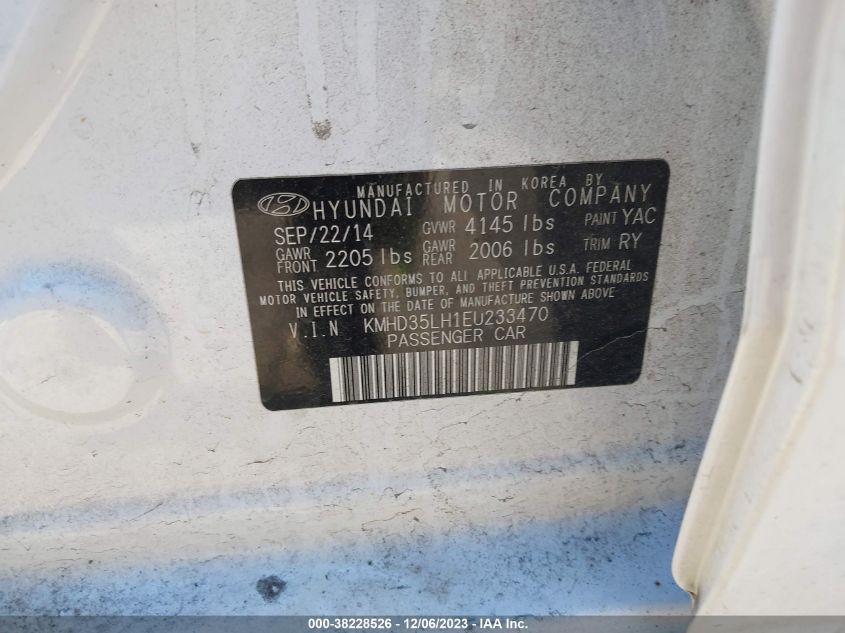 MANUFACTURED IN KOREA BY
HYUNDAI MOTOR COMPANY
SEP/22/14 GVWR 4145 lbs PAINT YAC
GAWR FRONT 2205 lbs GAWR REAR 2006 lbs TRIM RY
THIS VEHICLE CONFORMS TO ALL APPLICABLE U.S.A. FEDERAL
MOTOR VEHICLE SAFETY, BUMPER, AND THEFT PREVENTION STANDARDS
IN EFFECT ON THE DATE OF MANUFACTURE SHOWN ABOVE
V.I.N KMHD35LH1EU233470
PASSENGER CAR
000-38228526 - 12/06/2023 - IAA Inc.